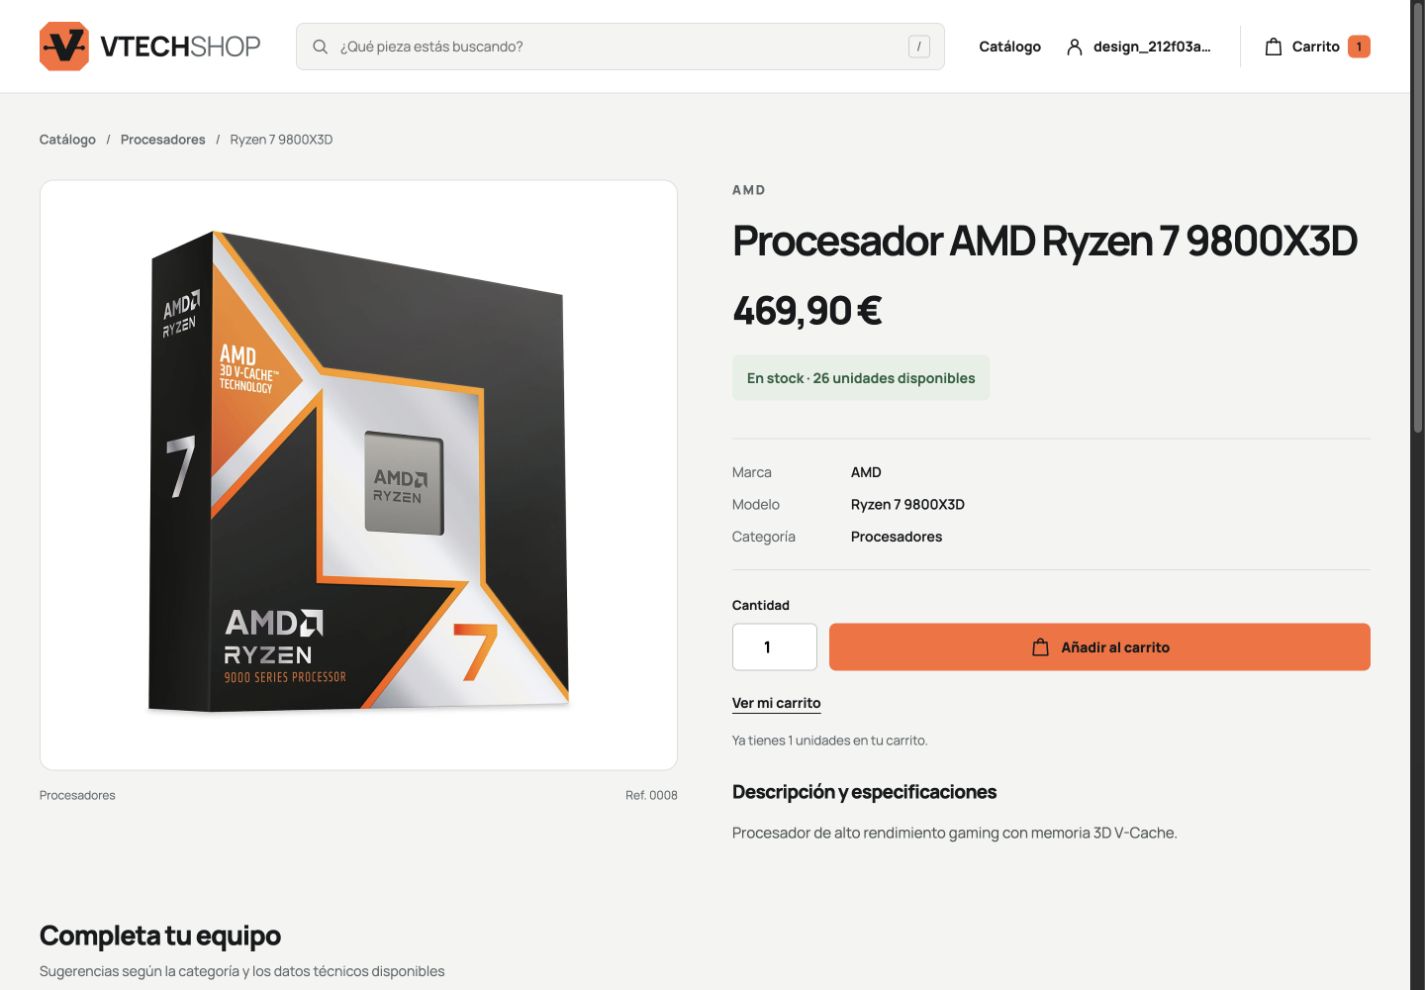 VTECHSHOP
¿Qué pieza estás buscando?
/
Catálogo
design_212f03a...
Carrito
1
Catálogo / Procesadores / Ryzen 7 9800X3D
AMD
RYZEN
7
AMD
3D V-CACHE™
TECHNOLOGY
AMD
RYZEN
AMD
RYZEN
9000 SERIES PROCESSOR
7
Procesadores
Ref. 0008
AMD
Procesador AMD Ryzen 7 9800X3D
469,90 €
En stock · 26 unidades disponibles
Marca AMD
Modelo Ryzen 7 9800X3D
Categoría Procesadores
Cantidad
1
Añadir al carrito
Ver mi carrito
Ya tienes 1 unidades en tu carrito.
Descripción y especificaciones
Procesador de alto rendimiento gaming con memoria 3D V-Cache.
Completa tu equipo
Sugerencias según la categoría y los datos técnicos disponibles